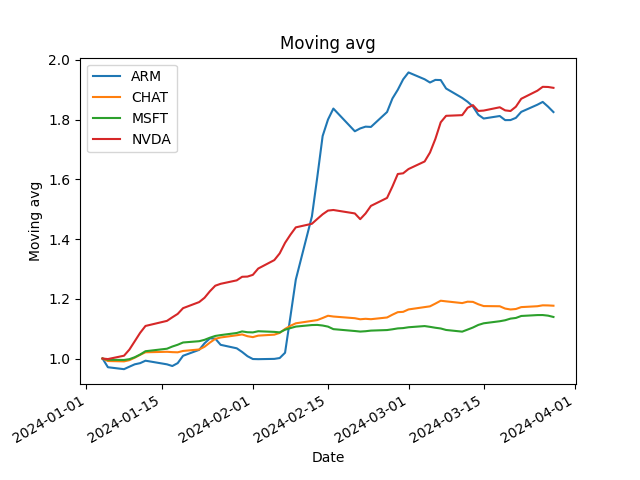 Moving avg
ARM
CHAT
MSFT
NVDA
Moving avg
2.0
1.8
1.6
1.4
1.2
1.0
2024-01-01
2024-01-15
2024-02-01
2024-02-15
2024-03-01
2024-03-15
2024-04-01
Date